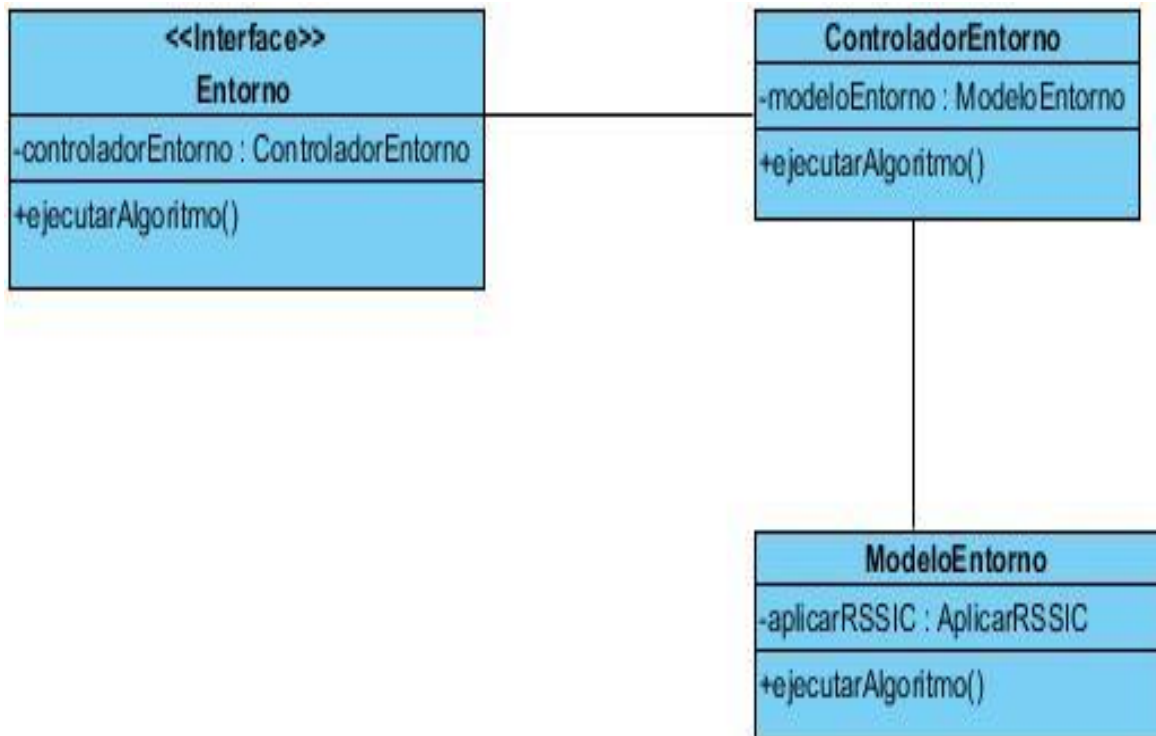 <<Interface>>
Entorno
-controladorEntorno : ControladorEntorno
+ejecutarAlgoritmo()
ControladorEntorno
-modeloEntorno : ModeloEntorno
+ejecutarAlgoritmo()
ModeloEntorno
-aplicarRSSIC : AplicarRSSIC
+ejecutarAlgoritmo()